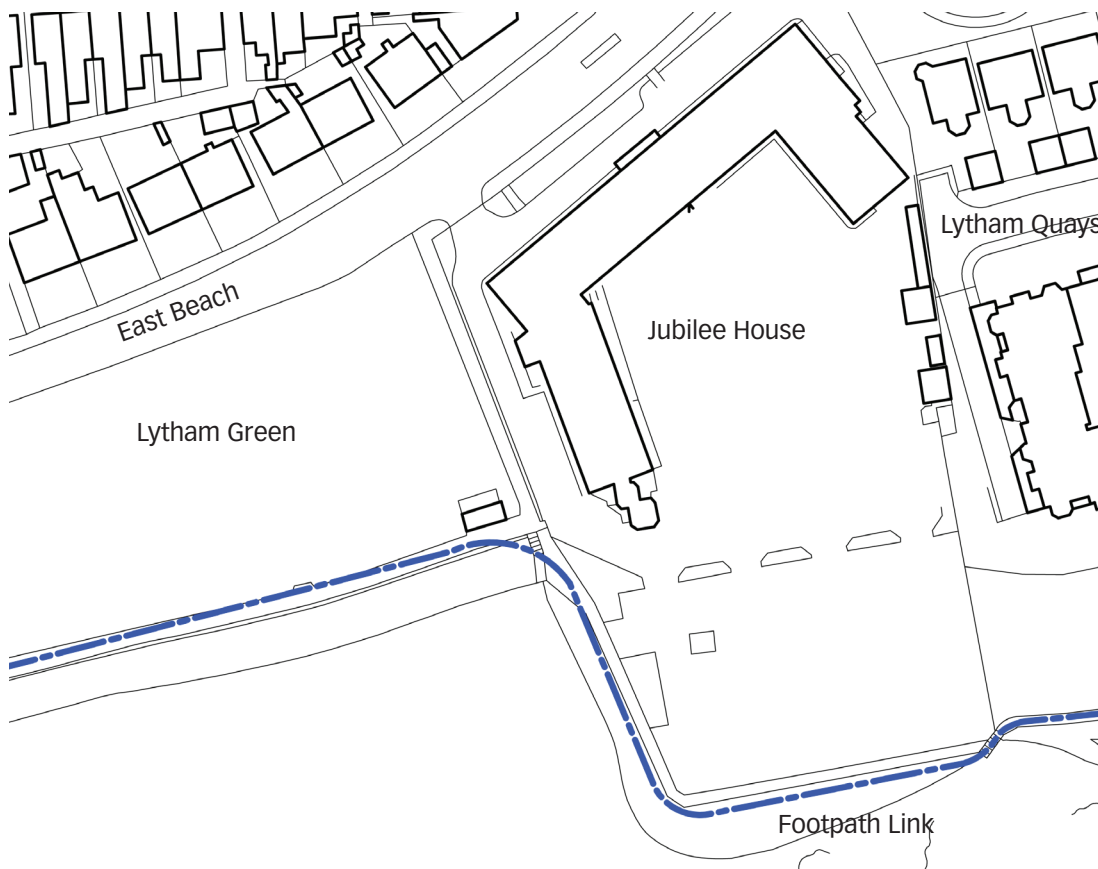 Lytham Quays
East Beach
Jubilee House
Lytham Green
Footpath Link